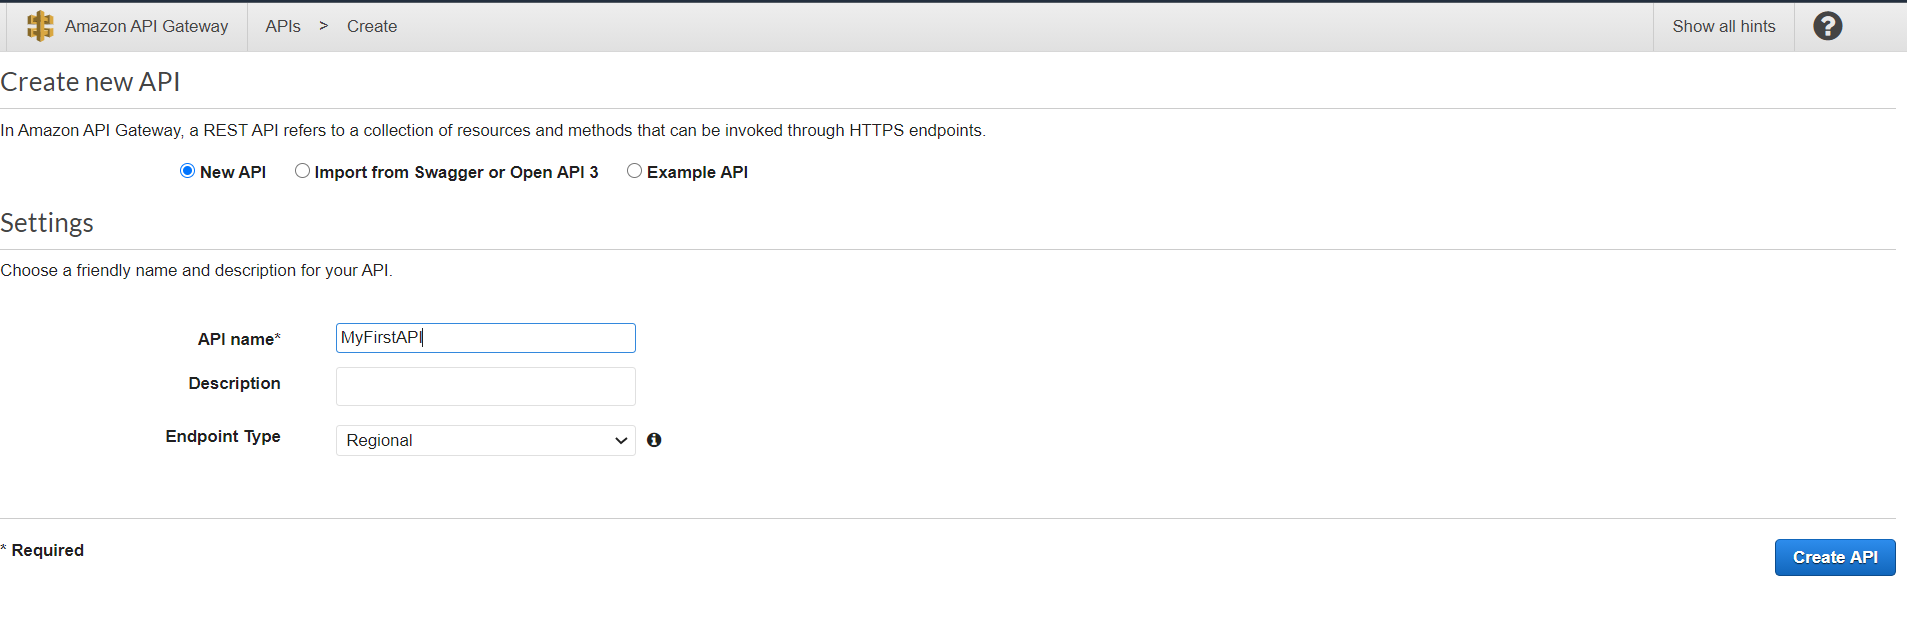 Amazon API Gateway APIs > Create Show all hints ?
Create new API
In Amazon API Gateway, a REST API refers to a collection of resources and methods that can be invoked through HTTPS endpoints.
New API Import from Swagger or Open API 3 Example API
Settings
Choose a friendly name and description for your API.
API name* MyFirstAPI
Description
Endpoint Type Regional
* Required
Create API